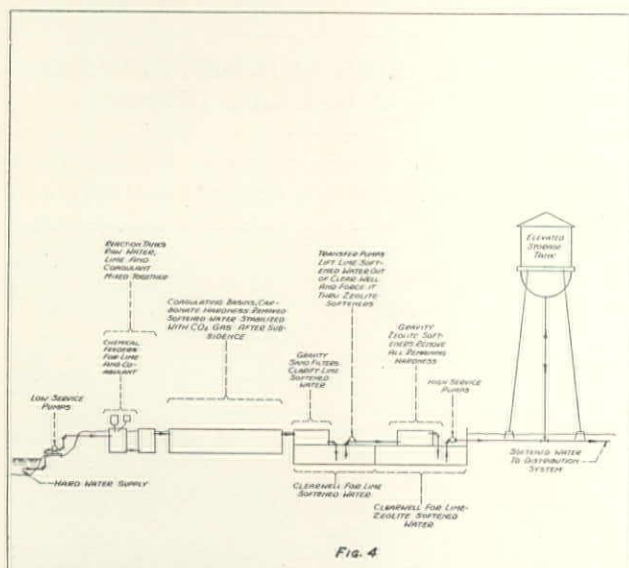 REACTION TANKS
RAW WATER,
LIME AND
COAGULANT
MIXED TOGETHER
TRANSFER PUMPS
LIFT LIME SOFT-
ENED WATER OUT
OF CLEAR-WELL
AND FORCE IT
THRU ZEOLITE
SOFTENERS
ELEVATED
STORAGE
TANK
COAGULATING BASINS, CAR-
BONATE HARDNESS REMOVED
SOFTENED WATER STABILIZED
WITH CO2 GAS AFTER SUB-
SIDENCE
CHEMICAL
FEEDERS
FOR LIME
AND CO-
AGULANT
GRAVITY
SAND FILTERS
CLARIFY LIME
SOFTENED
WATER
GRAVITY
ZEOLITE SOFT-
ENERS REMOVE
ALL REMAINING
HARDNESS
LOW SERVICE
PUMPS
HIGH SERVICE
PUMPS
HARD WATER SUPPLY
CLEARWELL FOR LIME
SOFTENED WATER
CLEARWELL FOR LIME-
ZEOLITE SOFTENED
WATER
SOFTENED WATER
TO DISTRIBUTION
SYSTEM
FIG. 4